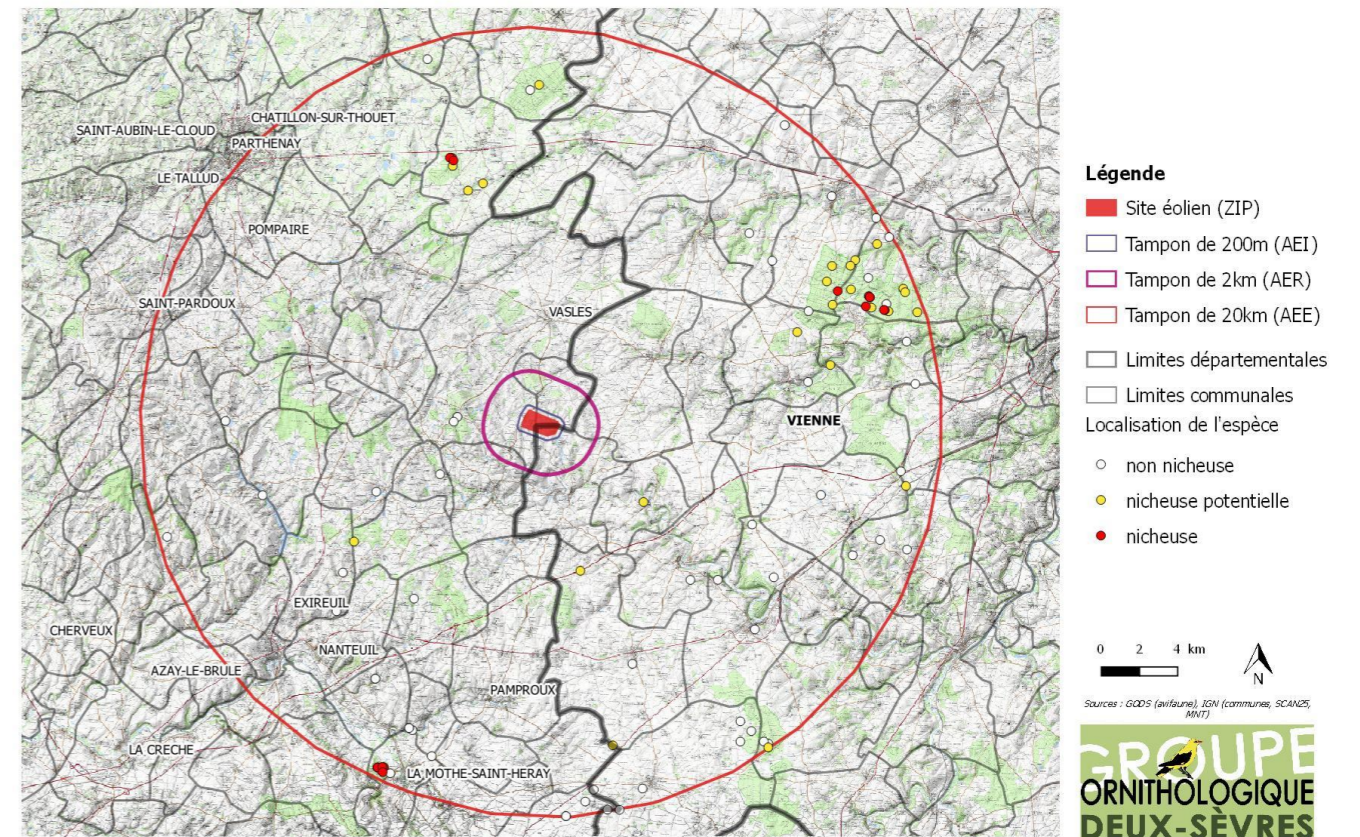 CHATILLON-SUR-THOUET
SAINT-AUBIN-LE-CLOUD
PARTHENAY
LE TALLUD
POMPAIRE
SAINT-PARDOUX
VASLES
VIENNE
EXIREUIL
CHERVEUX
NANTEUIL
AZAY-LE-BRULE
PAMPROUX
LA CRECHE
LA MOTHE-SAINT-HERAY
Légende
Site éolien (ZIP)
Tampon de 200m (AEI)
Tampon de 2km (AER)
Tampon de 20km (AEE)
Limites départementales
Limites communales
Localisation de l'espèce
non nicheuse
nicheuse potentielle
nicheuse
0 2 4 km
N
Sources : GODS (avifaune), IGN (communes, SCAN25,
MNT)
GROUPE
ORNITHOLOGIQUE
DEUX-SÈVRES